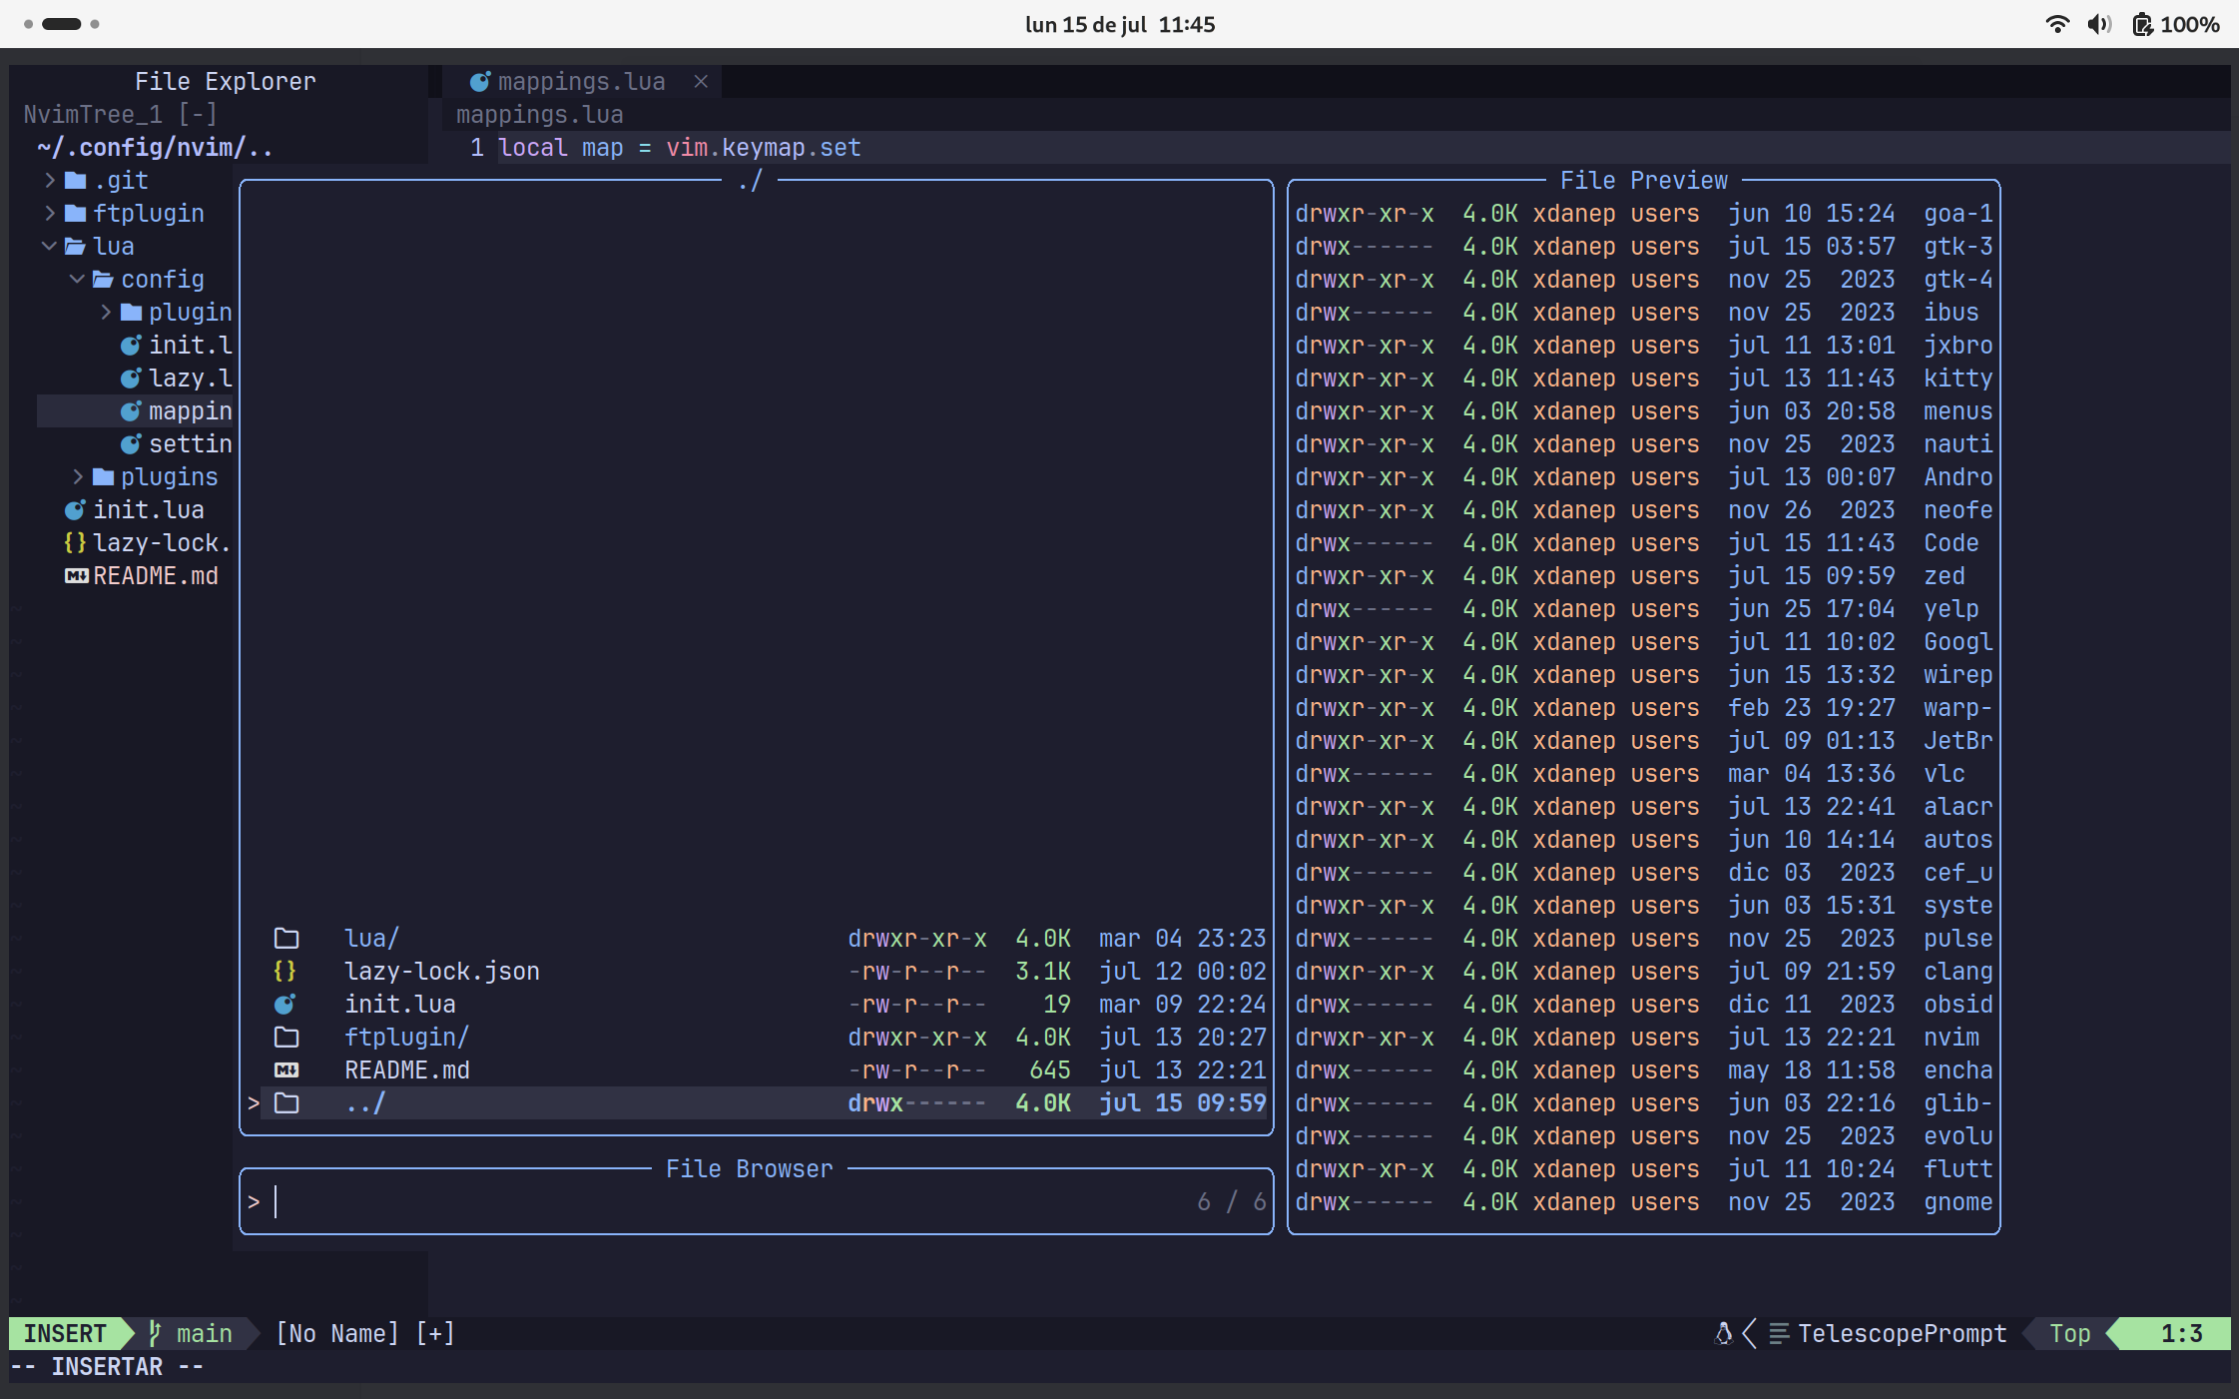 lun 15 de jul 11:45
100%
File Explorer
NvimTree_1 [-]
~/.config/nvim/..
.git
ftplugin
lua
config
plugin
init.l
lazy.l
mappin
settin
plugins
init.lua
{} lazy-lock.
README.md
mappings.lua ×
mappings.lua
1 local map = vim.keymap.set
./
lua/ drwxr-xr-x 4.0K mar 04 23:23
{} lazy-lock.json -rw-r--r-- 3.1K jul 12 00:02
init.lua -rw-r--r-- 19 mar 09 22:24
ftplugin/ drwxr-xr-x 4.0K jul 13 20:27
README.md -rw-r--r-- 645 jul 13 22:21
> ../ drwx------ 4.0K jul 15 09:59
File Browser
> 6 / 6
File Preview
drwxr-xr-x 4.0K xdanep users jun 10 15:24 goa-1
drwx------ 4.0K xdanep users jul 15 03:57 gtk-3
drwxr-xr-x 4.0K xdanep users nov 25 2023 gtk-4
drwx------ 4.0K xdanep users nov 25 2023 ibus
drwxr-xr-x 4.0K xdanep users jul 11 13:01 jxbro
drwxr-xr-x 4.0K xdanep users jul 13 11:43 kitty
drwxr-xr-x 4.0K xdanep users jun 03 20:58 menus
drwxr-xr-x 4.0K xdanep users nov 25 2023 nauti
drwxr-xr-x 4.0K xdanep users jul 13 00:07 Andro
drwxr-xr-x 4.0K xdanep users nov 26 2023 neofe
drwx------ 4.0K xdanep users jul 15 11:43 Code
drwxr-xr-x 4.0K xdanep users jul 15 09:59 zed
drwx------ 4.0K xdanep users jun 25 17:04 yelp
drwxr-xr-x 4.0K xdanep users jul 11 10:02 Googl
drwxr-xr-x 4.0K xdanep users jun 15 13:32 wirep
drwxr-xr-x 4.0K xdanep users feb 23 19:27 warp-
drwxr-xr-x 4.0K xdanep users jul 09 01:13 JetBr
drwx------ 4.0K xdanep users mar 04 13:36 vlc
drwxr-xr-x 4.0K xdanep users jul 13 22:41 alacr
drwxr-xr-x 4.0K xdanep users jun 10 14:14 autos
drwx------ 4.0K xdanep users dic 03 2023 cef_u
drwxr-xr-x 4.0K xdanep users jun 03 15:31 syste
drwx------ 4.0K xdanep users nov 25 2023 pulse
drwxr-xr-x 4.0K xdanep users jul 09 21:59 clang
drwx------ 4.0K xdanep users dic 11 2023 obsid
drwxr-xr-x 4.0K xdanep users jul 13 22:21 nvim
drwx------ 4.0K xdanep users may 18 11:58 encha
drwx------ 4.0K xdanep users jun 03 22:16 glib-
drwx------ 4.0K xdanep users nov 25 2023 evolu
drwxr-xr-x 4.0K xdanep users jul 11 10:24 flutt
drwx------ 4.0K xdanep users nov 25 2023 gnome
INSERT main [No Name] [+] TelescopePrompt Top 1:3
-- INSERTAR --